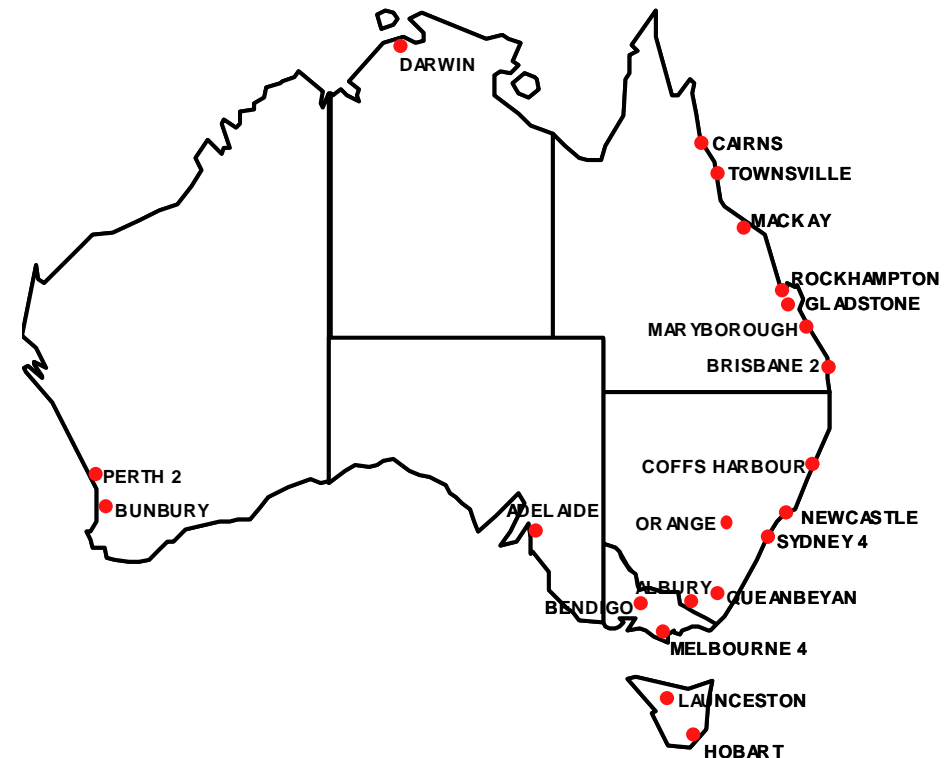 DARWIN
CAIRNS
TOWNSVILLE
MACKAY
ROCKHAMPTON
GLADSTONE
MARYBOROUGH
BRISBANE 2
COFFS HARBOUR
PERTH 2
BUNBURY
ADELAIDE
ORANGE
NEWCASTLE
SYDNEY 4
ALBURY
QUEANBEYAN
BENDIGO
MELBOURNE 4
LAUNCESTON
HOBART